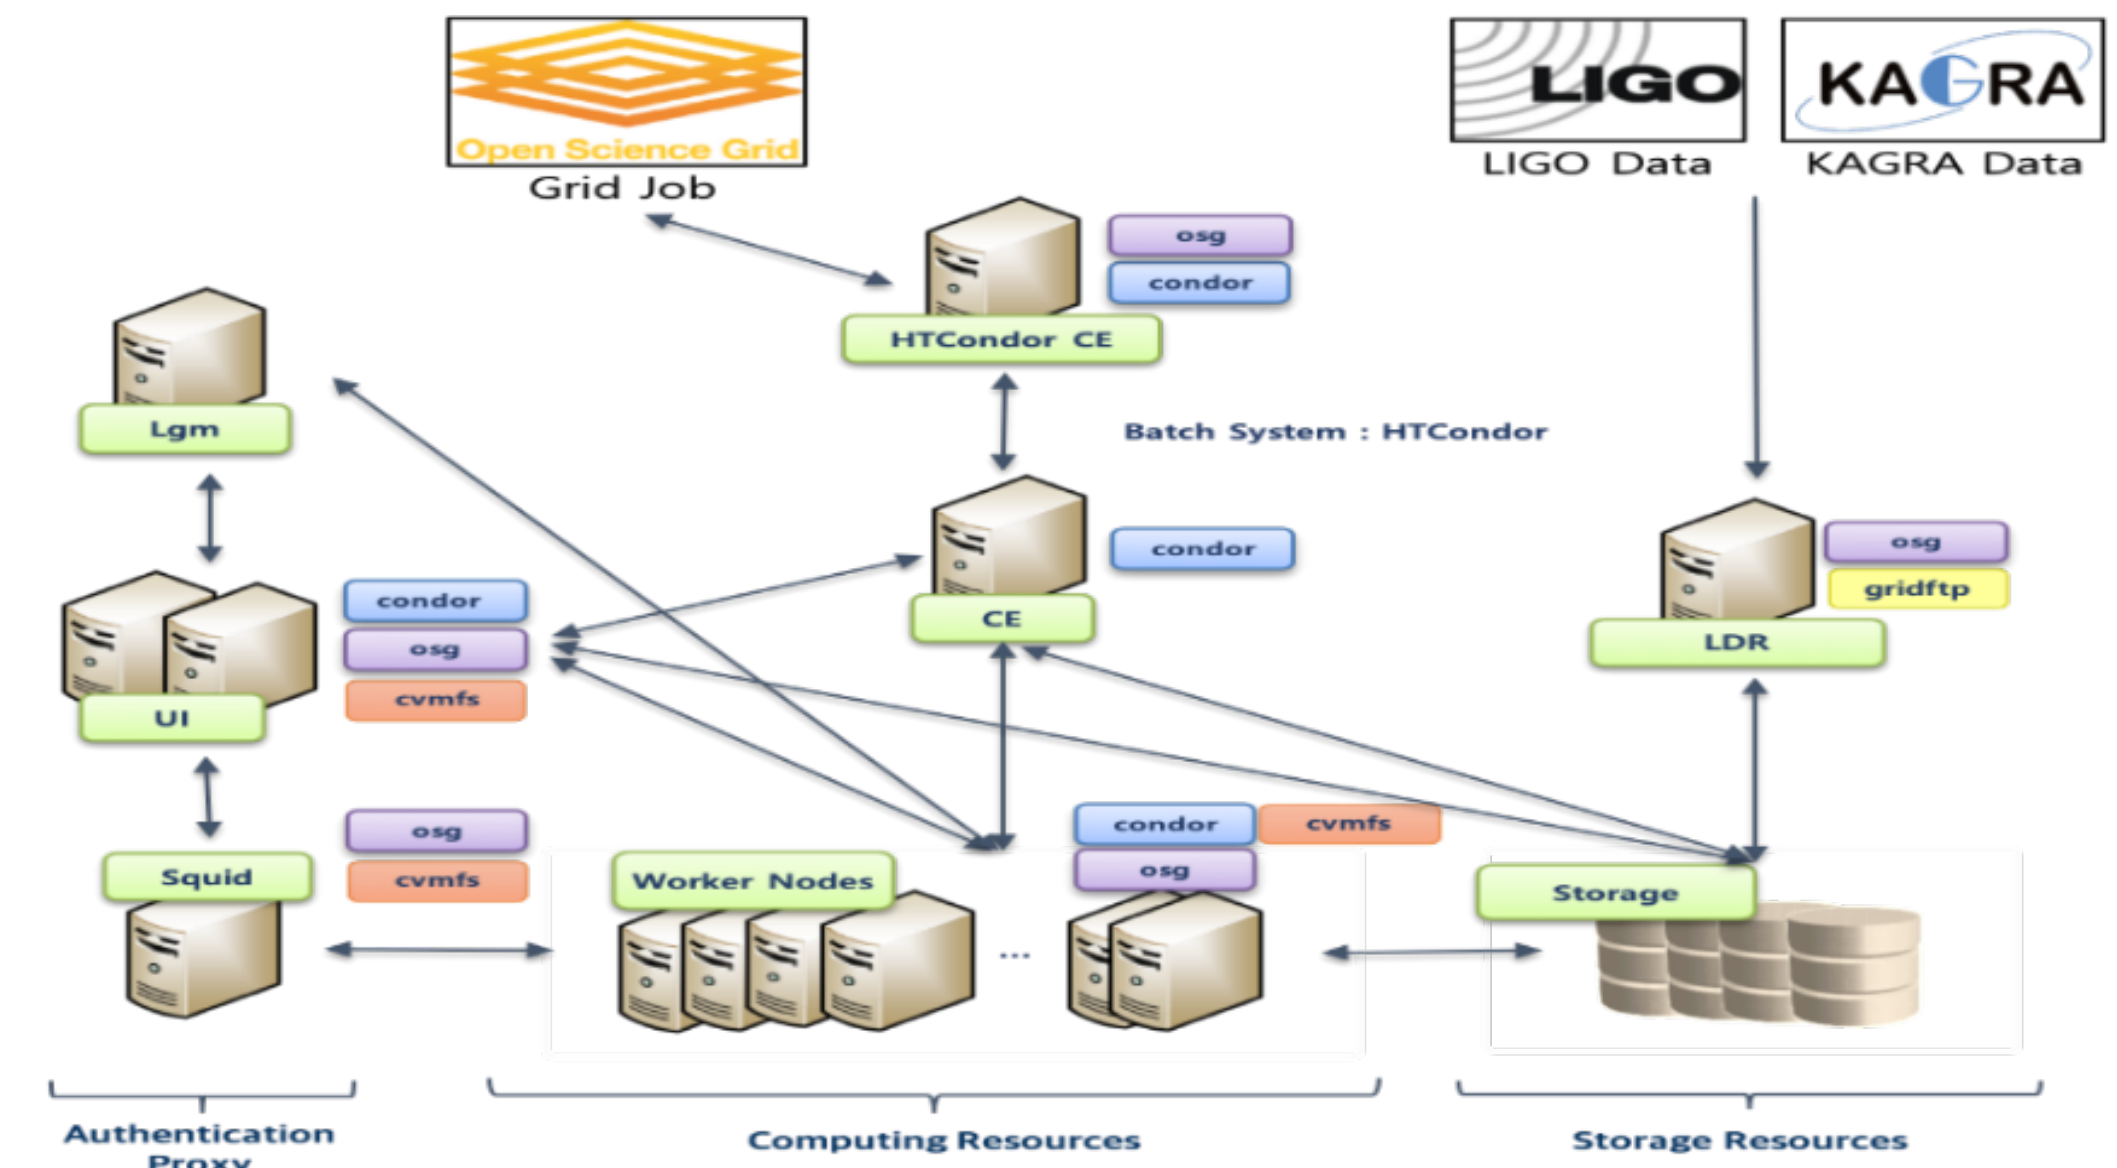 Open Science Grid
Grid Job
LIGO
LIGO Data
KAGRA
KAGRA Data
osg
condor
HTCondor CE
Lgm
Batch System : HTCondor
condor
CE
osg
gridftp
LDR
condor
osg
cvmfs
UI
osg
cvmfs
Squid
Worker Nodes
condor
cvmfs
osg
...
Storage
Authentication
Proxy
Computing Resources
Storage Resources